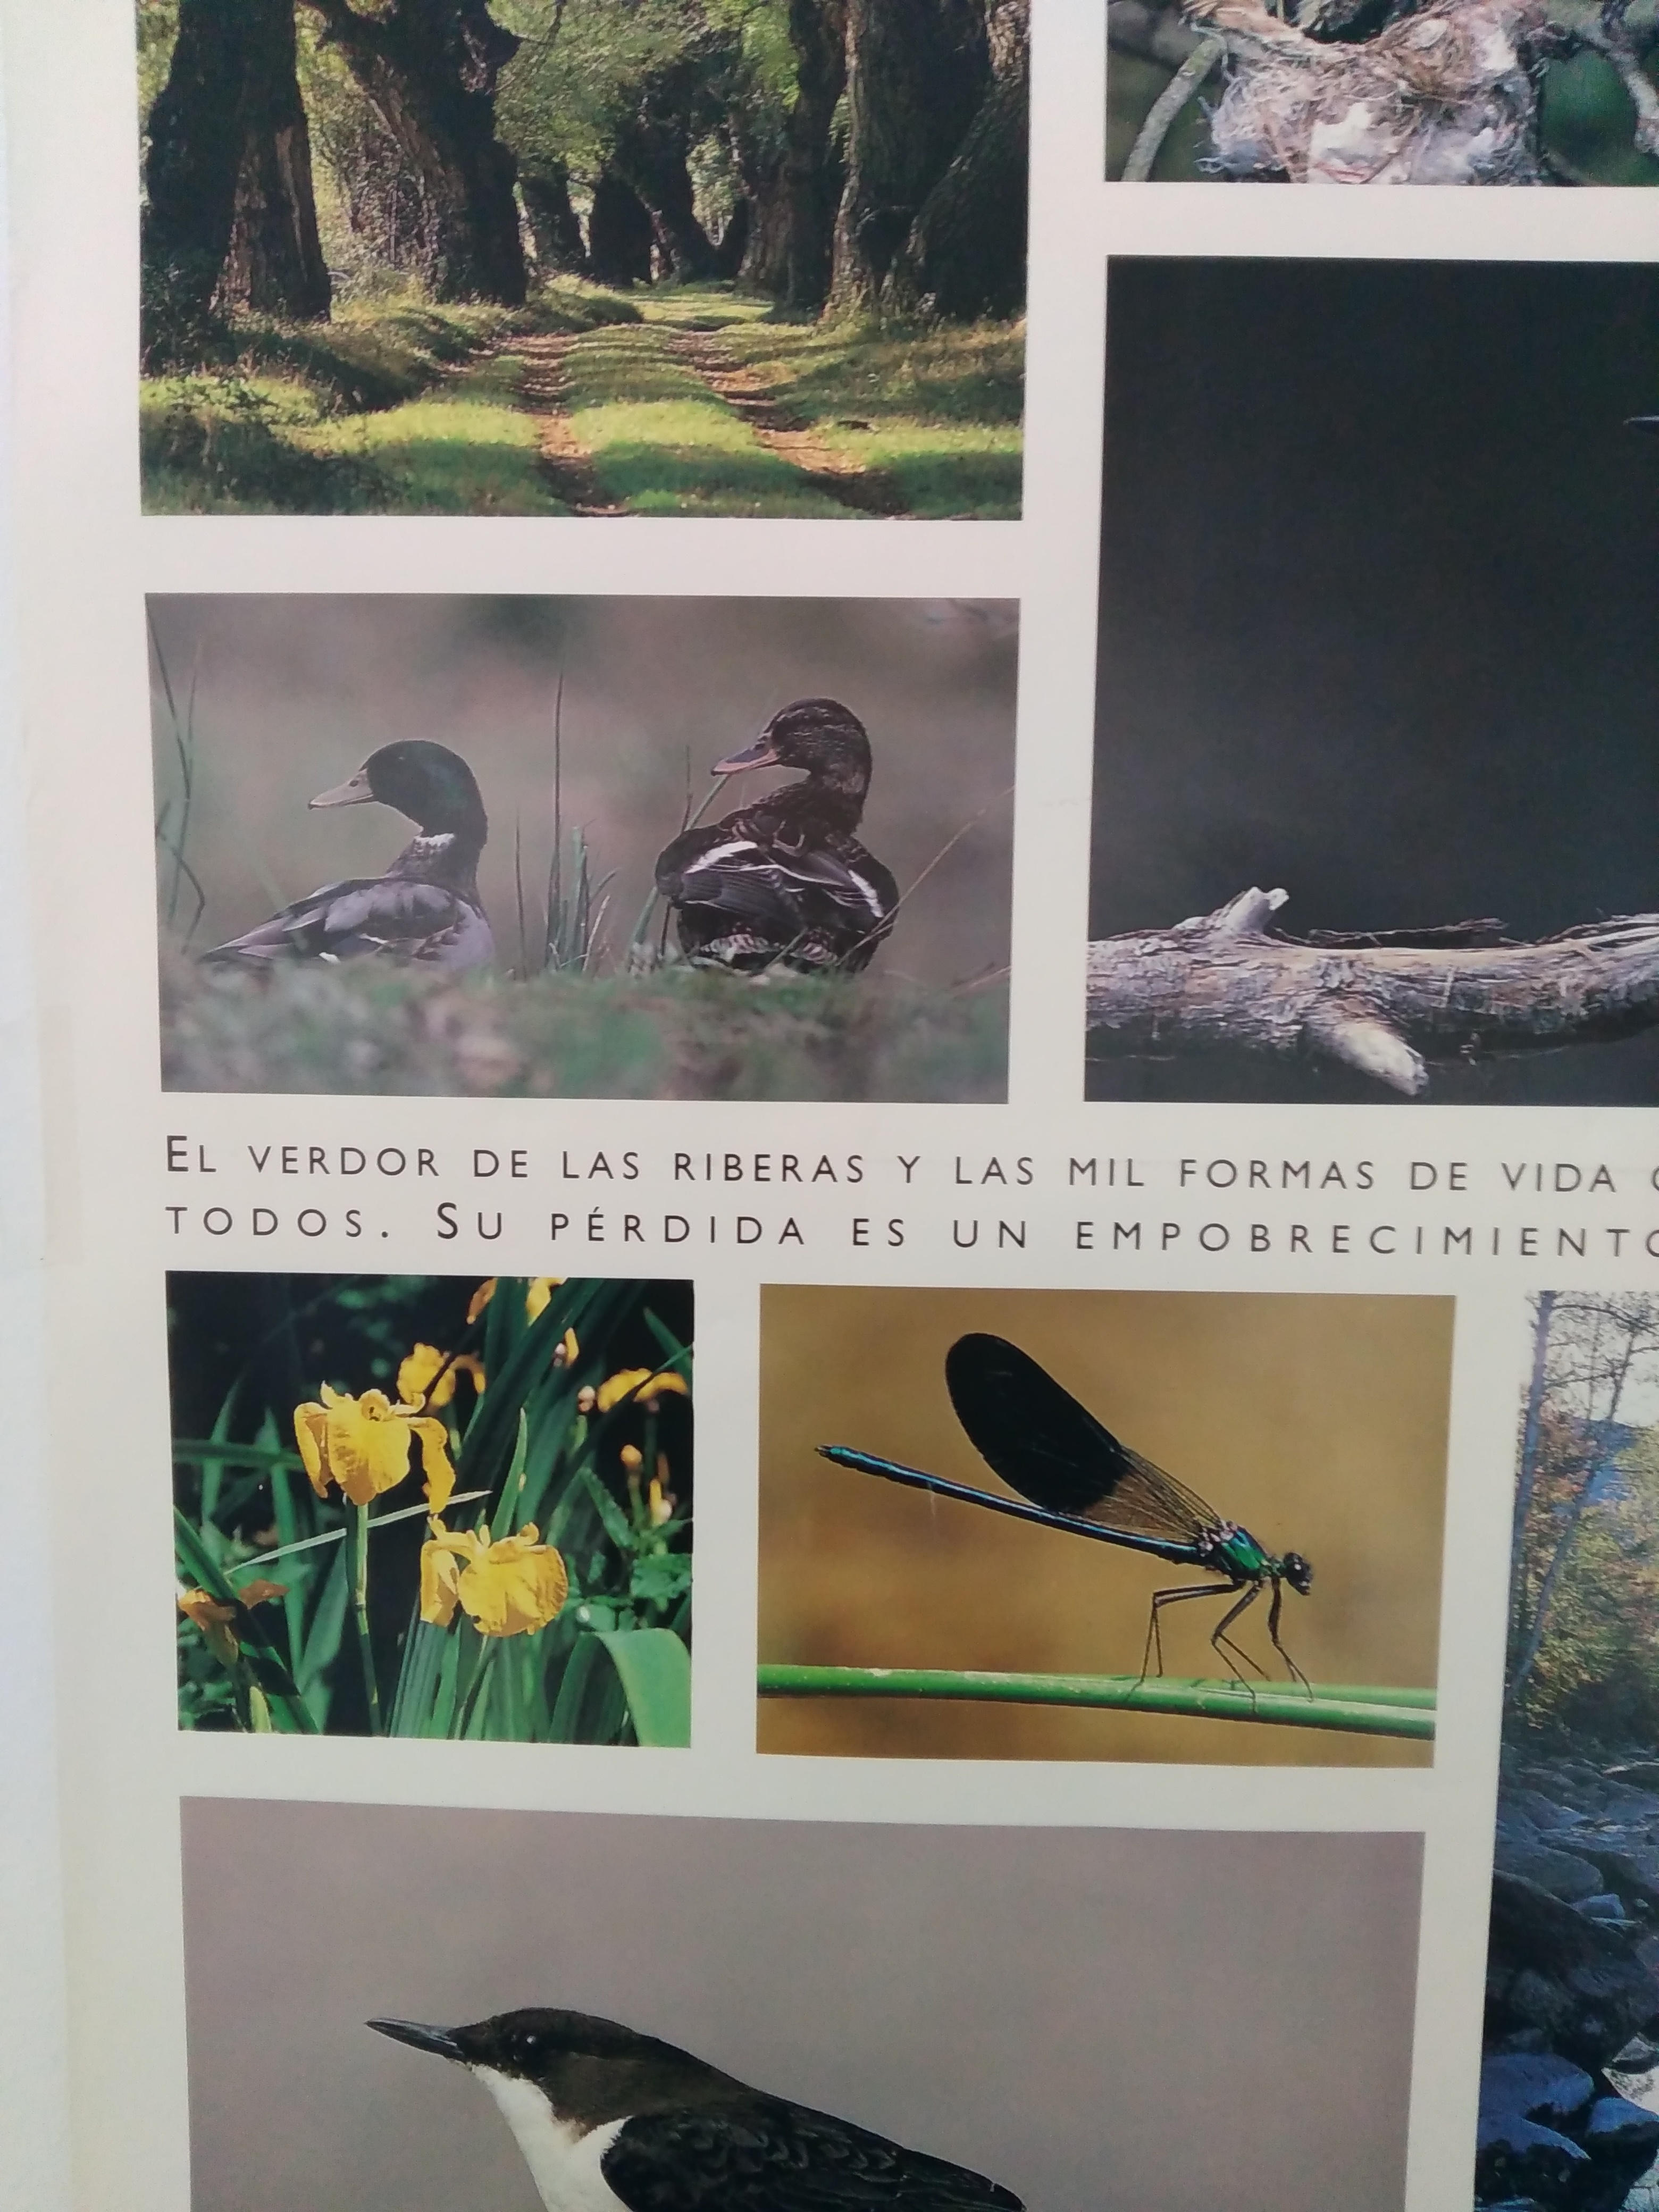 El verdor de las riberas y las mil formas de vida
todos. Su pérdida es un empobrecimiento